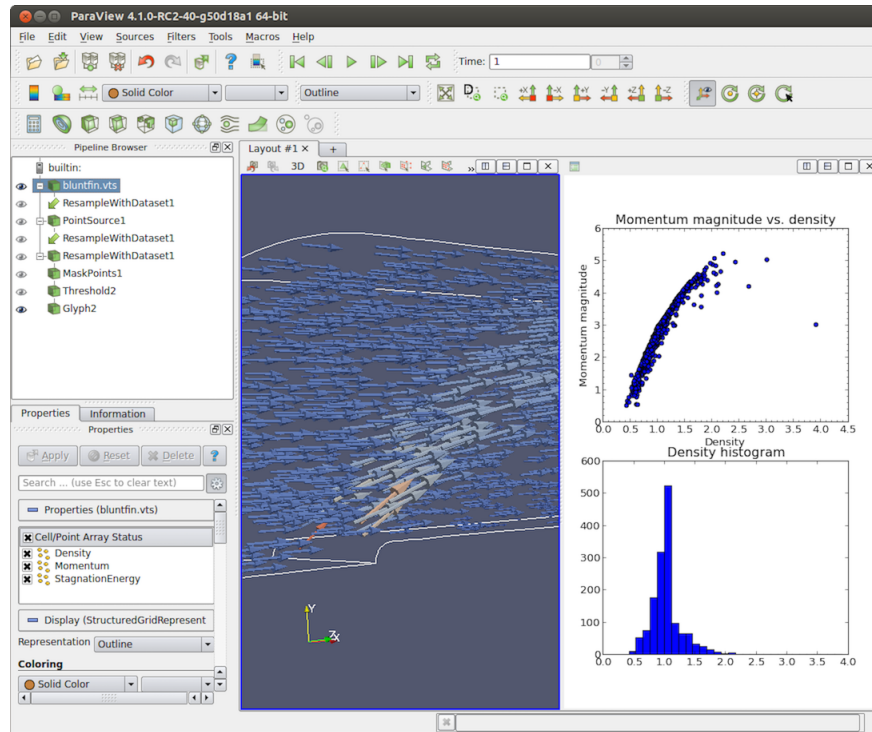 ParaView 4.1.0-RC2-40-g50d18a1 64-bit
File Edit View Sources Filters Tools Macros Help
Time: 1 0
Solid Color Outline +X -X +Y -Y +Z -Z
Pipeline Browser
builtin:
bluntfin.vts
ResampleWithDataset1
PointSource1
ResampleWithDataset1
ResampleWithDataset1
MaskPoints1
Threshold2
Glyph2
Properties Information
Properties
Apply Reset Delete ?
Search ... (use Esc to clear text)
Properties (bluntfin.vts)
Cell/Point Array Status
Density
Momentum
StagnationEnergy
Display (StructuredGridRepresent
Representation Outline
Coloring
Solid Color
Layout #1 × +
3D »
Y
Z X
Momentum magnitude vs. density
Momentum magnitude
6
5
4
3
2
1
0
0.0 0.5 1.0 1.5 2.0 2.5 3.0 3.5 4.0 4.5
Density
Density histogram
600
500
400
300
200
100
0
0.0 0.5 1.0 1.5 2.0 2.5 3.0 3.5 4.0